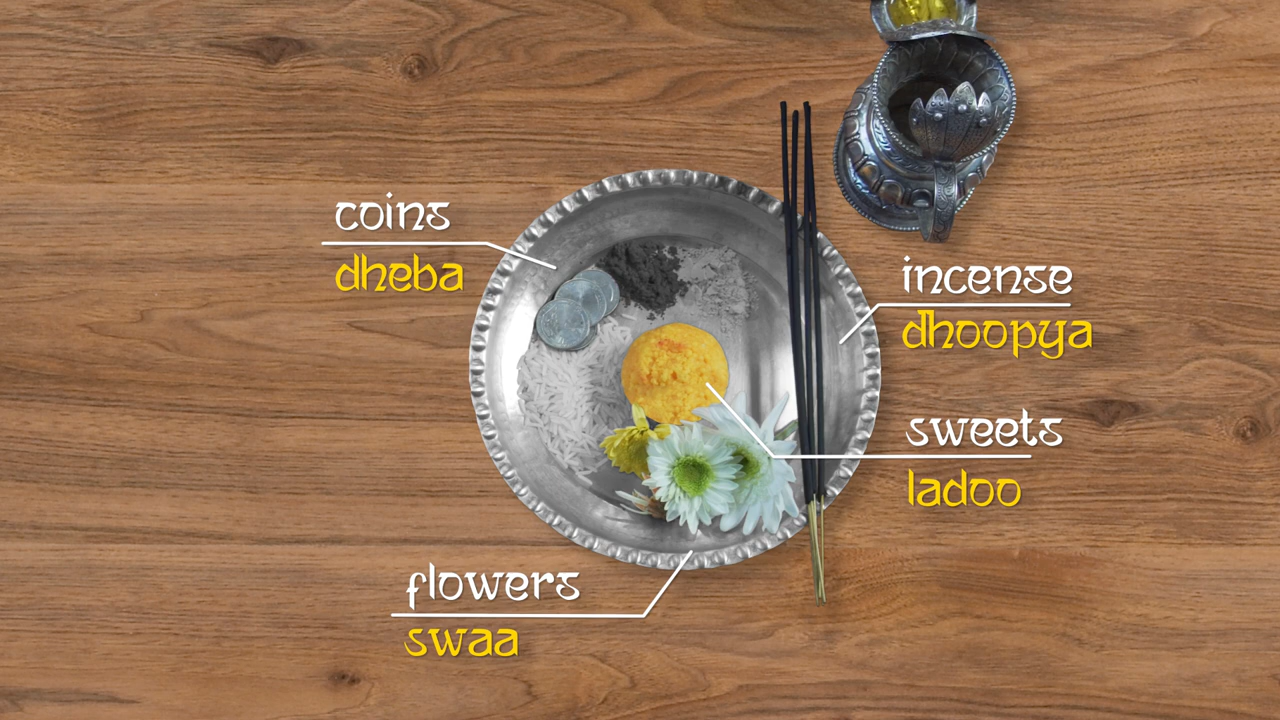 coins
dheba
incense
dhoopya
sweets
ladoo
flowers
swaa